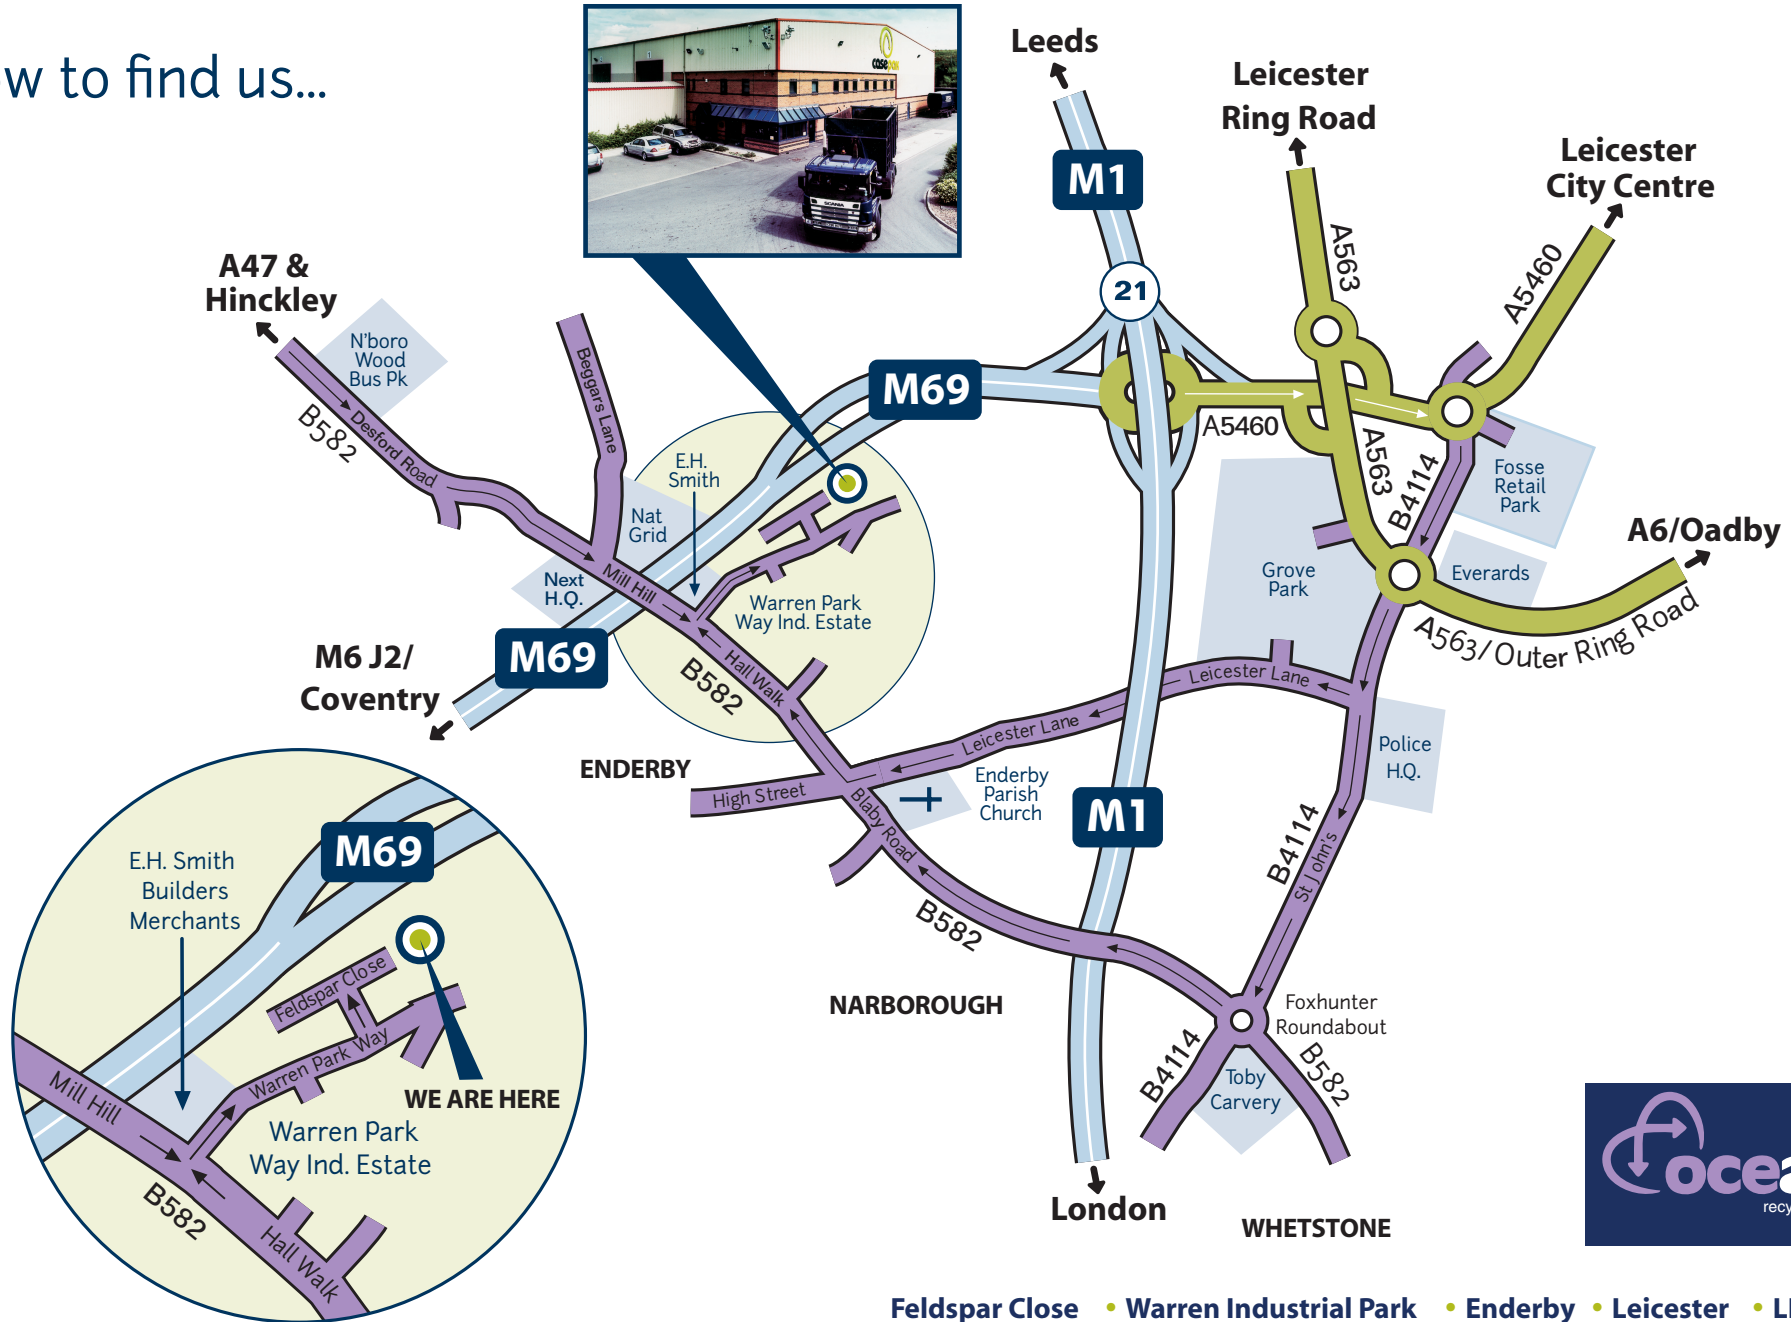 w to find us...
casepak
SCANIA
Leeds
Leicester
Ring Road
Leicester
City Centre
M1
21
A563
A5460
A47 &
Hinckley
N'boro
Wood
Bus Pk
B582
Desford Road
Beggars Lane
M69
A5460
A563
B4114
Fosse
Retail
Park
E.H.
Smith
Nat
Grid
Next
H.Q.
Mill Hill
Warren Park
Way Ind. Estate
Grove
Park
Everards
A6/Oadby
A563/Outer Ring Road
M69
M6 J2/
Coventry
Hall Walk
B582
Leicester Lane
Leicester Lane
ENDERBY
High Street
Enderby
Parish
Church
Blaby Road
Police
H.Q.
M1
B4114
St John's
B582
NARBOROUGH
Foxhunter
Roundabout
B4114
B582
Toby
Carvery
London
WHETSTONE
M69
E.H. Smith
Builders
Merchants
Feldspar Close
Warren Park Way
WE ARE HERE
Mill Hill
Warren Park
Way Ind. Estate
B582
Hall Walk
ocea
recy
Feldspar Close • Warren Industrial Park • Enderby • Leicester •